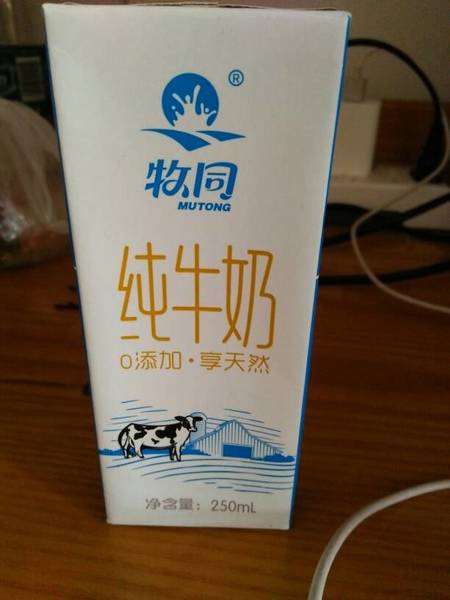 ®
牧同
MUTONG
纯牛奶
0添加·享天然
净含量：250mL